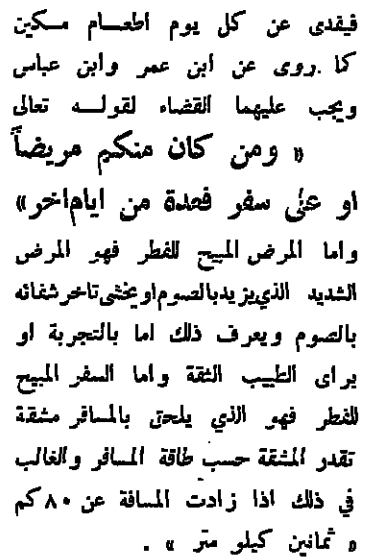 فيفدى عن كل يوم اطعـــام مسكين
كما روى عن ابن عمر وابن عباس
ويجب عليهما القضاء لقولـــه تعالى
« ومن كان منكم مريضاً
او على سفر فعدة من ايام اخر»
واما المرض المبيح للفطر فهو المرض
الشديد الذي يزيد بالصوم او يخشى تاخر شفائه
بالصوم ويعرف ذلك اما بالتجربة او
براى الطبيب الثقة واما السفر المبيح
للفطر فهو الذي يلحق بالمسافر مشقة
تقدر المشقة حسب طاقة المسافر والغالب
في ذلك اذا زادت المسافة عن ٨٠ كم
« ثمانين كيلو متر » .